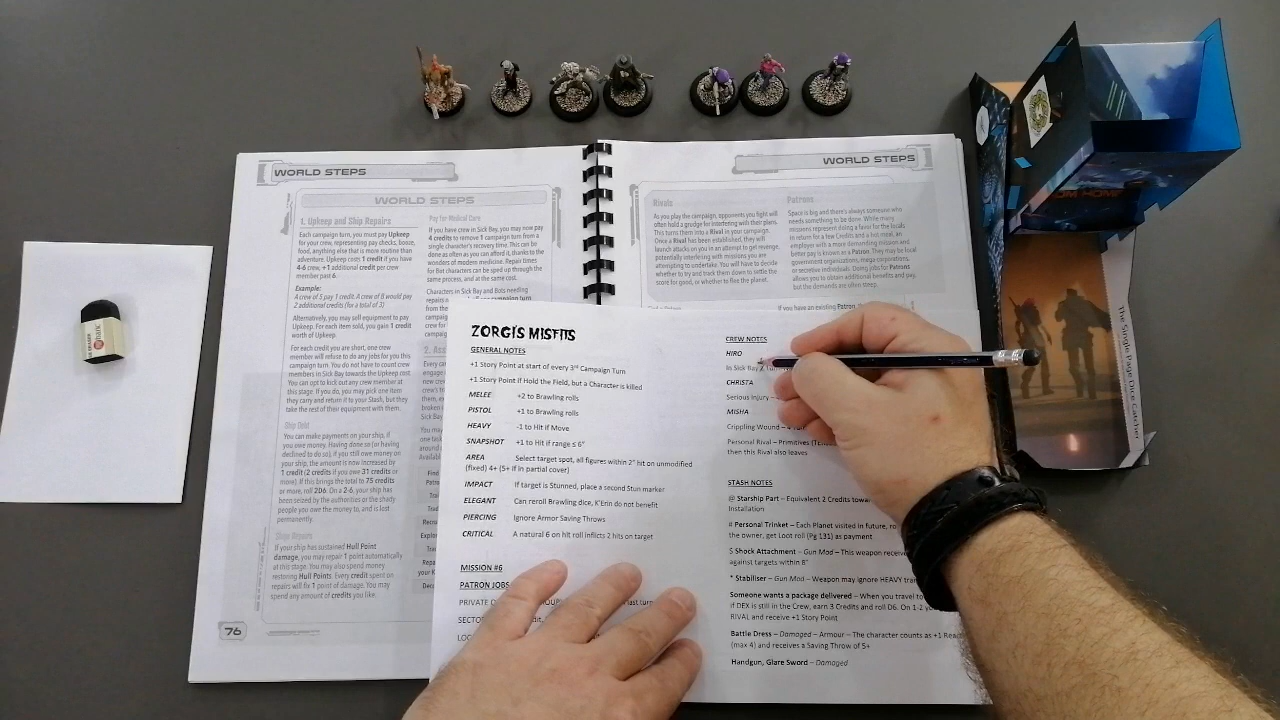 WORLD STEPS
WORLD STEPS
1. Upkeep and Ship Repairs
Each campaign turn, you must pay Upkeep
for your crew, representing pay checks, booze,
food, anything else that is more routine than
adventure. Upkeep costs 1 credit if you have
4-6 crew, +1 additional credit per crew
member past 6.
Example:
A crew of 5 pay 1 credit. A crew of 8 would pay
2 additional credits (for a total of 3)
Alternatively, you may sell equipment to pay
Upkeep. For each item sold, you gain 1 credit
worth of Upkeep.
For each credit you are short, one crew
member will refuse to do any jobs for you this
campaign turn. You do not have to count crew
members in Sick Bay towards the Upkeep cost.
You can opt to kick out any crew member at
this stage. If you do, you may pick one item
they carry and return it to your Stash, but they
take the rest of their equipment with them.
Ship Debt
You can make payments on your ship, if
you owe money. Having done so (or having
declined to do so), if you still owe money on
your ship, the amount is now increased by
1 credit (2 credits if you owe 31 credits or
more). If this brings the total to 75 credits
or more, roll 2D6. On a 2-6, your ship has
been seized by the authorities or the shady
people you owe the money to, and is lost
permanently.
Ship Repairs
If your ship has sustained Hull Point
damage, you may repair 1 point automatically
at this stage. You may also spend money
restoring Hull Points. Every credit spent on
repairs will fix 1 point of damage. You may
spend any amount of credits you like.
76
Pay for Medical Care
If you have crew in Sick Bay, you may now pay
4 credits to remove 1 campaign turn from a
single character's recovery time. This can be
done as often as you can afford it, thanks to the
wonders of modern medicine. Repair times
for Bot characters can be sped up through the
same process, and at the same cost.
Characters in Sick Bay and Bots needing
WORLD STEPS
Rivals
As you play the campaign, opponents you fight will
often hold a grudge for interfering with their plans.
This turns them into a Rival in your campaign.
Once a Rival has been established, they will
launch attacks on you in an attempt to get revenge,
potentially interfering with missions you are
attempting to undertake. You will have to decide
whether to try and track them down to settle the
score for good, or whether to flee the planet.
Patrons
Space is big and there's always someone who
needs something to be done. While many
missions represent doing a favor for the locals
in return for a few Credits and a hot meal, an
employer with a more demanding mission and
better pay is known as a Patron. They may be local
government organizations, mega corporations,
or secretive individuals. Doing jobs for Patrons
allows you to obtain additional benefits and pay,
but the demands are often steep.
If you have an existing Patron,
ZORGI'S MISFITS
GENERAL NOTES
+1 Story Point at start of every 3rd Campaign Turn
+1 Story Point if Hold the Field, but a Character is killed
MELEE +2 to Brawling rolls
PISTOL +1 to Brawling rolls
HEAVY -1 to Hit if Move
SNAPSHOT +1 to Hit if range ≤ 6"
AREA Select target spot, all figures within 2" hit on unmodified
(fixed) 4+ (5+ if in partial cover)
IMPACT If target is Stunned, place a second Stun marker
ELEGANT Can reroll Brawling dice, K'Erin do not benefit
PIERCING Ignore Armor Saving Throws
CRITICAL A natural 6 on hit roll inflicts 2 hits on target
MISSION #6
PATRON JOBS
PRIVATE
SECTOR
CREW NOTES
HIRO
In Sick Bay
CHRISTA
Serious Injury –
MISHA
Crippling Wound –
Personal Rival – Primitives
then this Rival also leaves
STASH NOTES
@ Starship Part – Equivalent 2 Credits
Installation
# Personal Trinket – Each Planet visited in future,
the owner, get Loot roll (Pg 131) as payment
$ Shock Attachment – Gun Mod – This weapon
against targets within 8"
* Stabiliser – Gun Mod – Weapon may ignore HEAVY
Someone wants a package delivered – When you travel
if DEX is still in the Crew, earn 3 Credits and roll D6. On 1-2
RIVAL and receive +1 Story Point
Battle Dress – Damaged – Armour – The character counts as +1
(max 4) and receives a Saving Throw of 5+
Handgun, Glare Sword – Damaged
The Single Page Dice Catcher